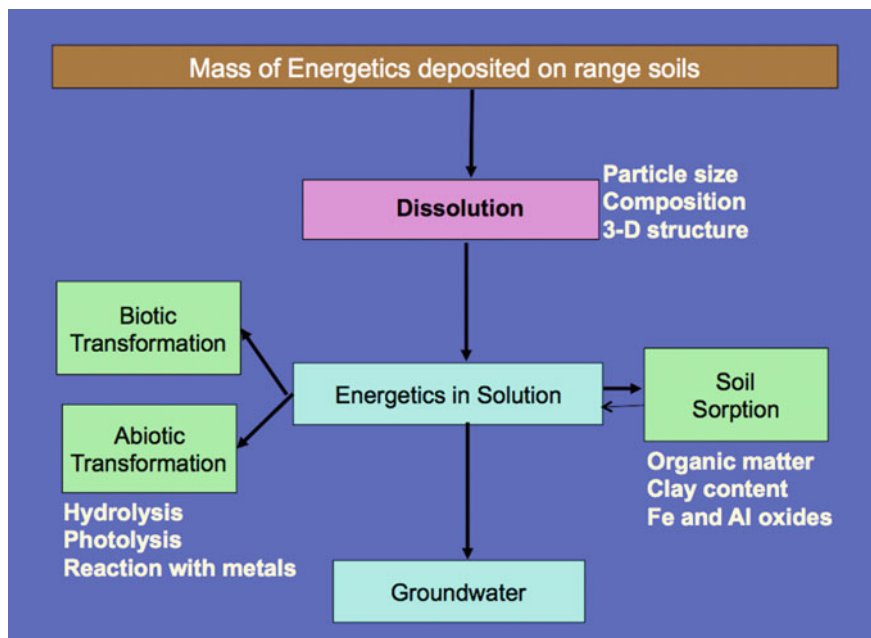 Mass of Energetics deposited on range soils
Dissolution
Particle size
Composition
3-D structure
Biotic
Transformation
Energetics in Solution
Soil
Sorption
Abiotic
Transformation
Organic matter
Clay content
Fe and Al oxides
Hydrolysis
Photolysis
Reaction with metals
Groundwater